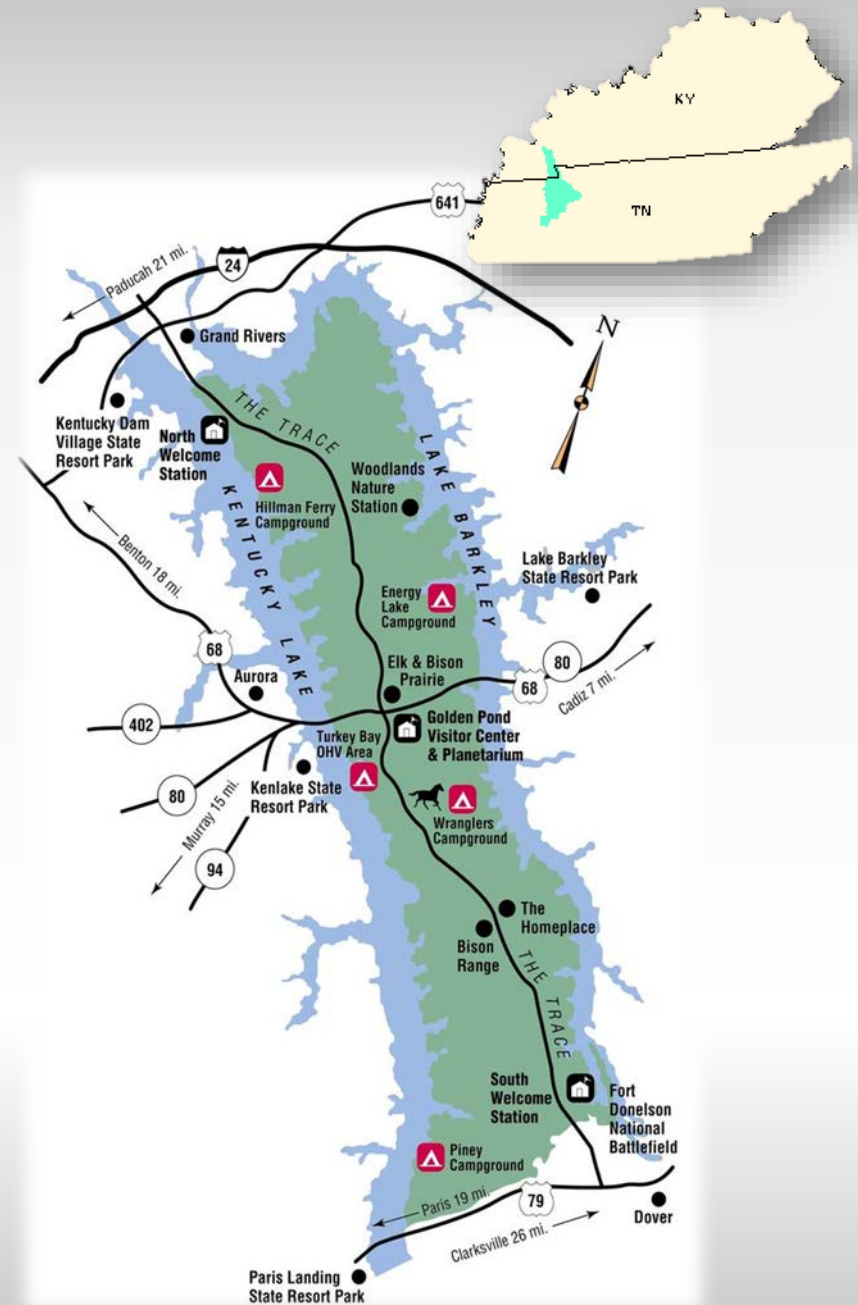 KY
TN
641
Paducah 21 mi.
24
N
Grand Rivers
THE TRACE
Kentucky Dam
Village State
Resort Park
North
Welcome
Station
Woodlands
Nature
Station
LAKE BARKLEY
Hillman Ferry
Campground
KENTUCKY LAKE
Benton 18 mi.
Lake Barkley
State Resort Park
Energy
Lake
Campground
68
80
Elk & Bison
Prairie
Aurora
68
Cadiz 7 mi.
402
Golden Pond
Visitor Center
& Planetarium
Turkey Bay
OHV Area
Kenlake State
Resort Park
80
Murray 15 mi.
Wranglers
Campground
94
The
Homeplace
Bison
Range
THE TRACE
South
Welcome
Station
Fort
Donelson
National
Battlefield
Piney
Campground
Paris 19 mi.
79
Dover
Clarksville 26 mi.
Paris Landing
State Resort Park